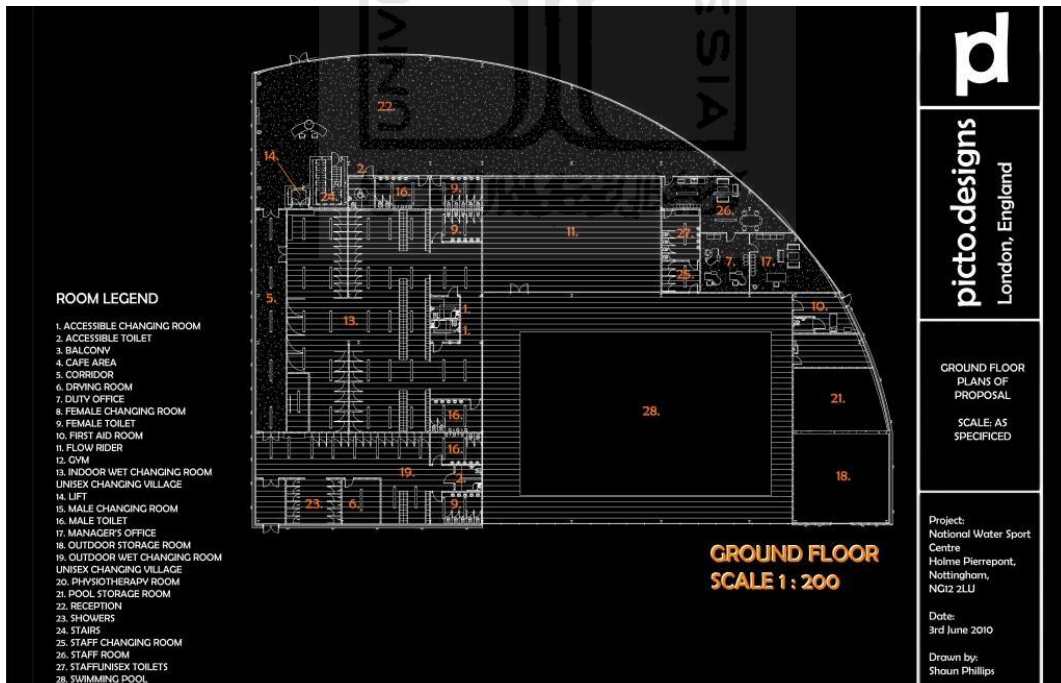 UNIV
SSIA
22.
14.
24.
2.
16.
9.
9.
11.
26.
27.
7.
17.
25.
5.
13.
1.
1.
10.
16.
28.
21.
16.
19.
2.
18.
23.
6.
9.
ROOM LEGEND
1. ACCESSIBLE CHANGING ROOM
2. ACCESSIBLE TOILET
3. BALCONY
4. CAFE AREA
5. CORRIDOR
6. DRYING ROOM
7. DUTY OFFICE
8. FEMALE CHANGING ROOM
9. FEMALE TOILET
10. FIRST AID ROOM
11. FLOW RIDER
12. GYM
13. INDOOR WET CHANGING ROOM
UNISEX CHANGING VILLAGE
14. LIFT
15. MALE CHANGING ROOM
16. MALE TOILET
17. MANAGER'S OFFICE
18. OUTDOOR STORAGE ROOM
19. OUTDOOR WET CHANGING ROOM
UNISEX CHANGING VILLAGE
20. PHYSIOTHERAPY ROOM
21. POOL STORAGE ROOM
22. RECEPTION
23. SHOWERS
24. STAIRS
25. STAFF CHANGING ROOM
26. STAFF ROOM
27. STAFFUNISEX TOILETS
28. SWIMMING POOL
GROUND FLOOR
SCALE 1 : 200
pd
picto.designs
London, England
GROUND FLOOR
PLANS OF
PROPOSAL
SCALE: AS
SPECIFICED
Project:
National Water Sport
Centre
Holme Pierrepont,
Nottingham,
NG12 2LU
Date:
3rd June 2010
Drawn by:
Shaun Phillips